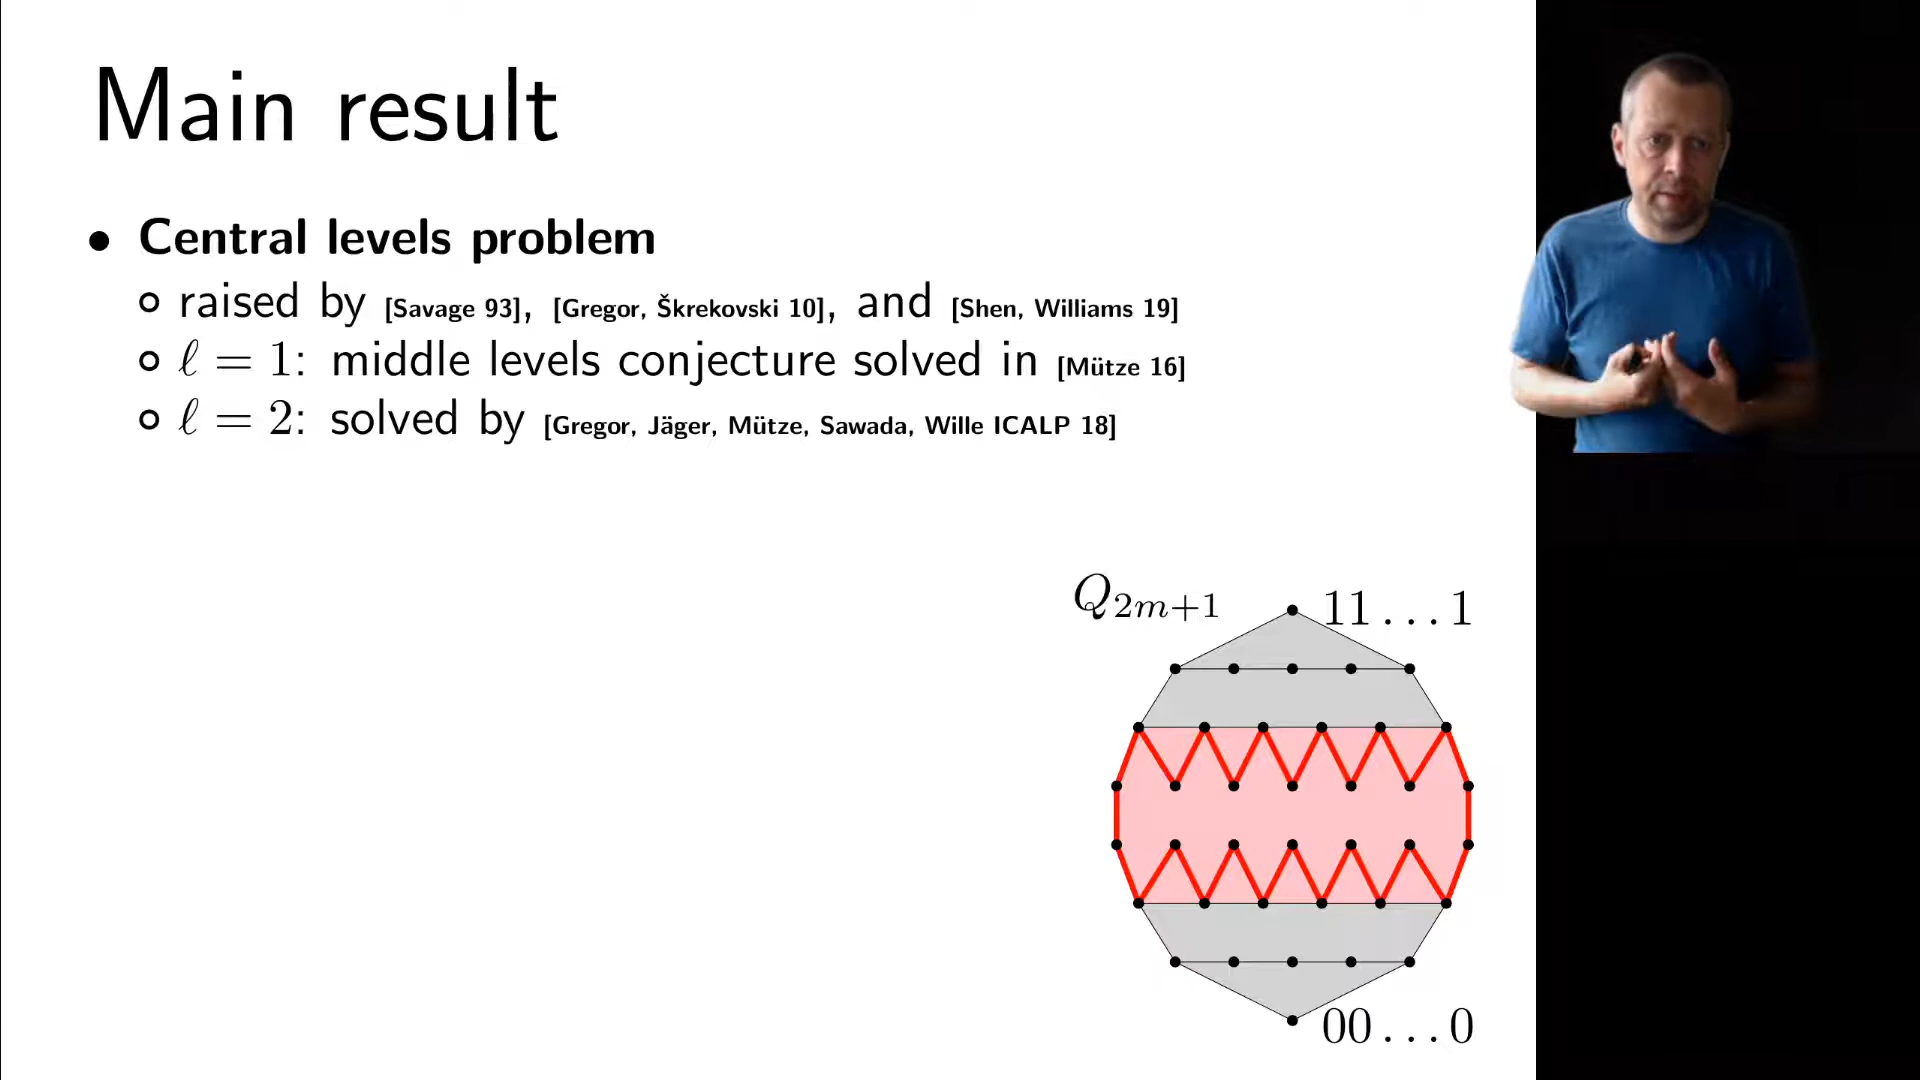 Main result
• Central levels problem
∘ raised by [Savage 93], [Gregor, Škrekovski 10], and [Shen, Williams 19]
∘ ℓ = 1: middle levels conjecture solved in [Mütze 16]
∘ ℓ = 2: solved by [Gregor, Jäger, Mütze, Sawada, Wille ICALP 18]
Q₂ₘ₊₁
11...1
00...0